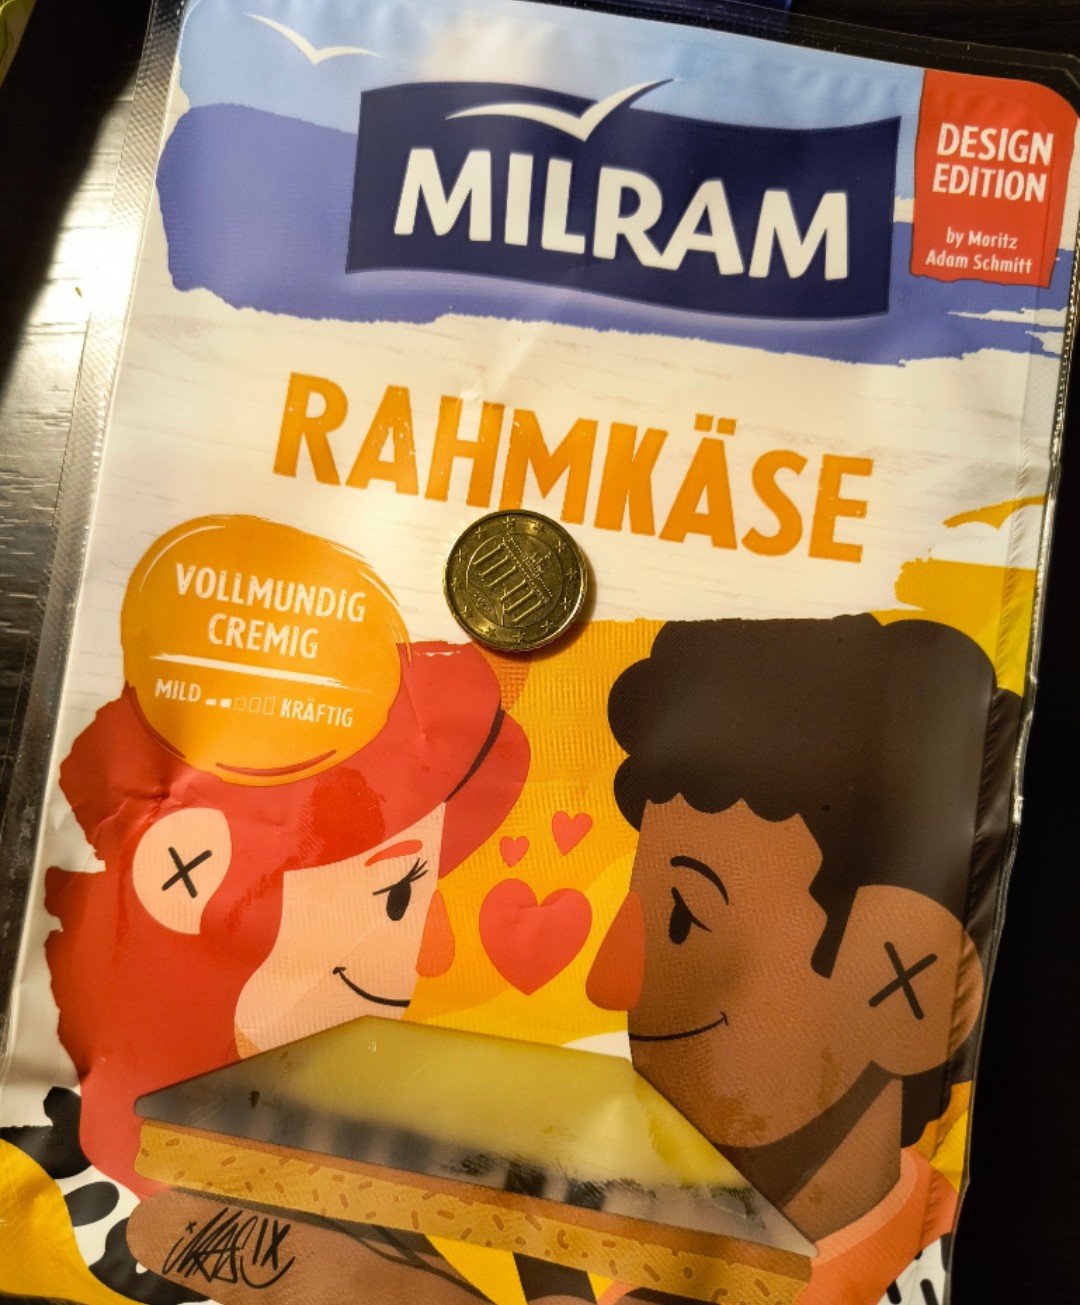 MILRAM
DESIGN
EDITION
by Moritz
Adam Schmitt
RAHMKÄSE
VOLLMUNDIG
CREMIG
MILD KRÄFTIG